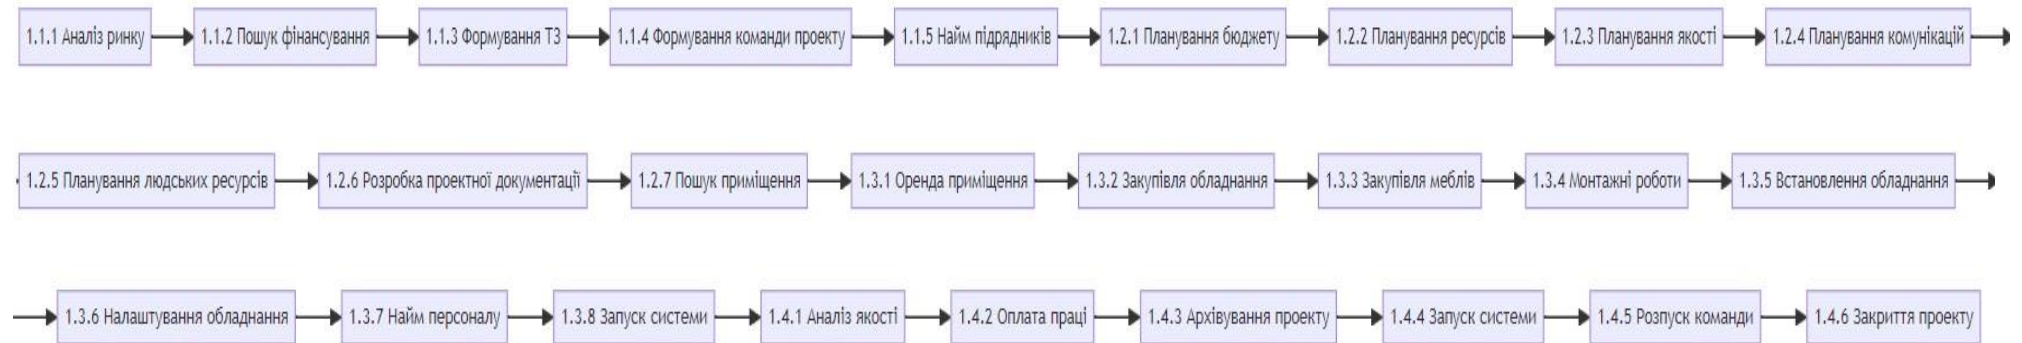 1.1.1 Аналіз ринку
1.1.2 Пошук фінансування
1.1.3 Формування ТЗ
1.1.4 Формування команди проекту
1.1.5 Найм підрядників
1.2.1 Планування бюджету
1.2.2 Планування ресурсів
1.2.3 Планування якості
1.2.4 Планування комунікацій
1.2.5 Планування людських ресурсів
1.2.6 Розробка проектної документації
1.2.7 Пошук приміщення
1.3.1 Оренда приміщення
1.3.2 Закупівля обладнання
1.3.3 Закупівля меблів
1.3.4 Монтажні роботи
1.3.5 Встановлення обладнання
1.3.6 Налаштування обладнання
1.3.7 Найм персоналу
1.3.8 Запуск системи
1.4.1 Аналіз якості
1.4.2 Оплата праці
1.4.3 Архівування проекту
1.4.4 Запуск системи
1.4.5 Розпуск команди
1.4.6 Закриття проекту